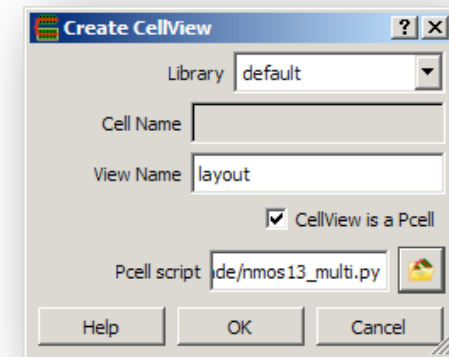 Create CellView
Library default
Cell Name
View Name layout
CellView is a Pcell
Pcell script ide/nmos13_multi.py
Help OK Cancel